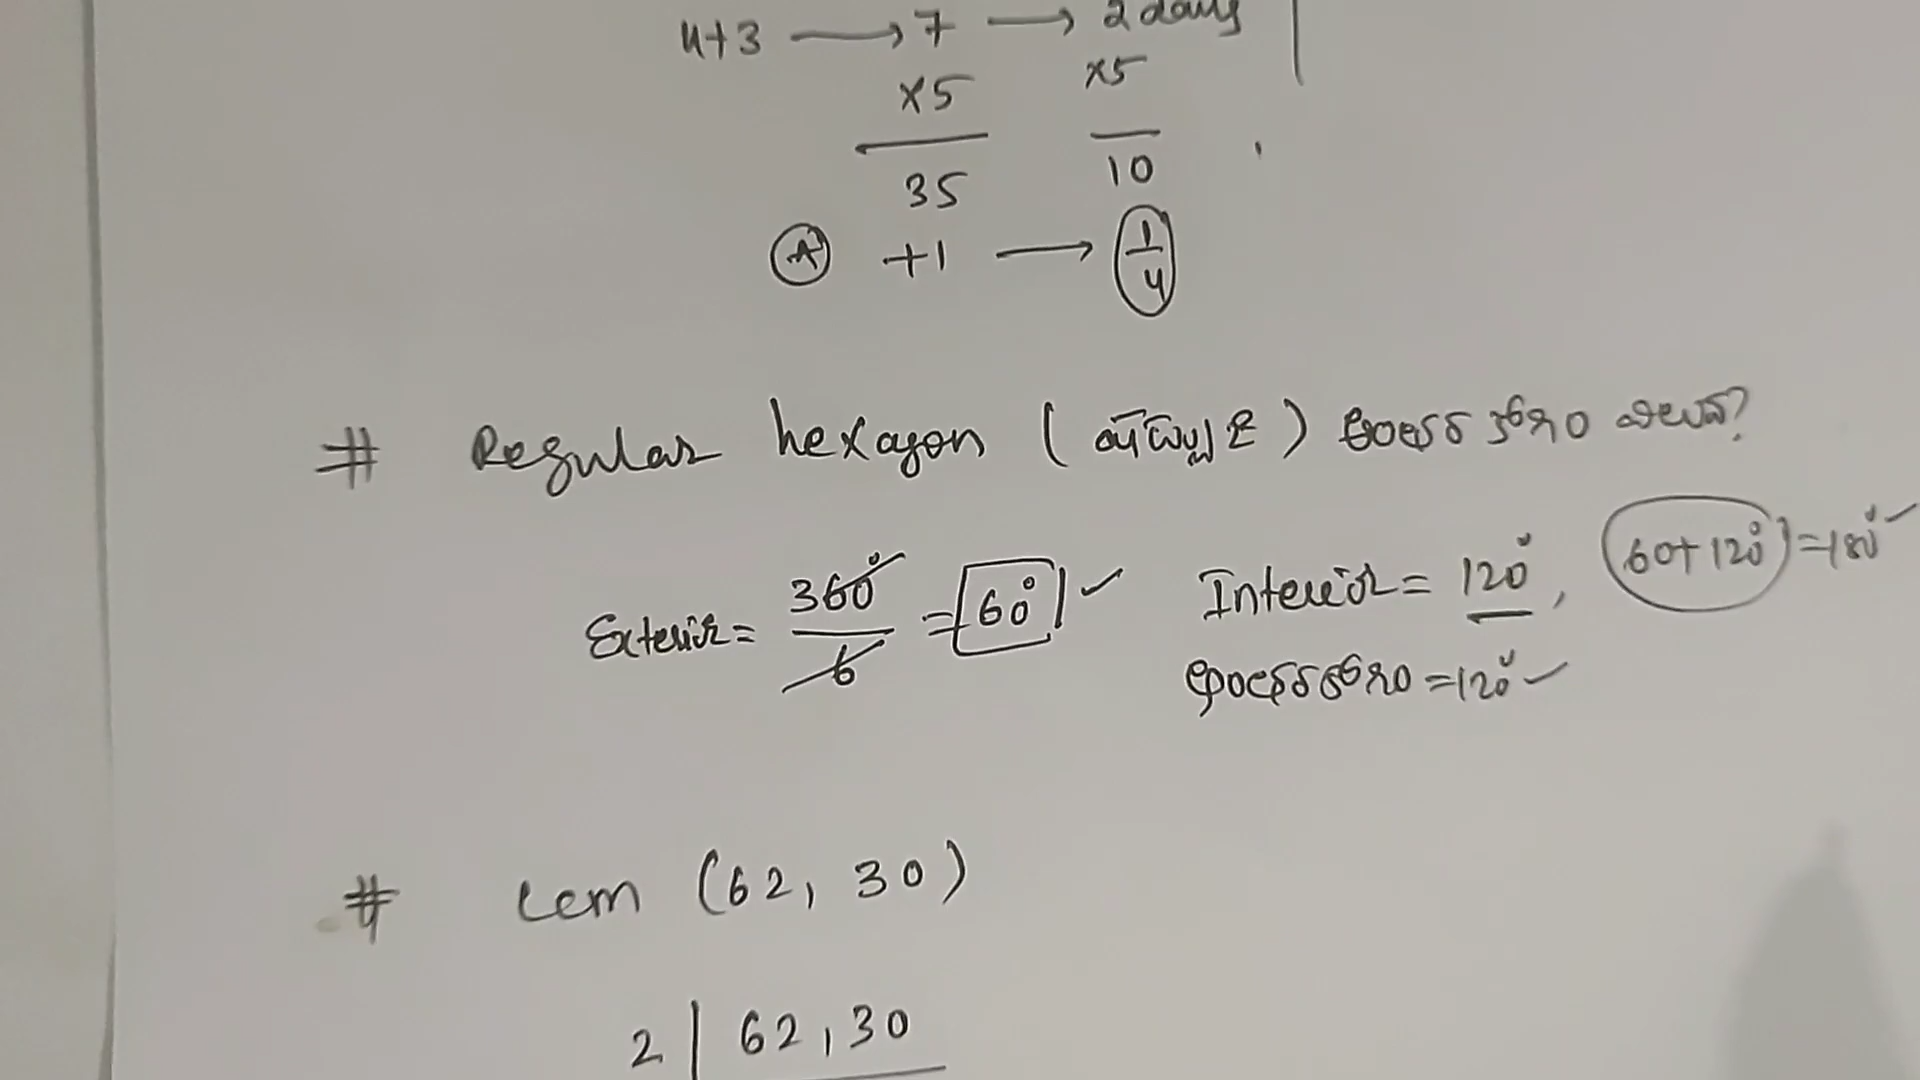 4+3 → 7 → 2 days
×5 ×5
35 10
A +1 → 1/4
# Regular hexagon ( ) విలువ?
Exterior = 360°/6 = 60° ✓ Interior = 120°, (60+120°) = 180° ✓
= 120° ✓
# Lcm (62, 30)
2 | 62, 30